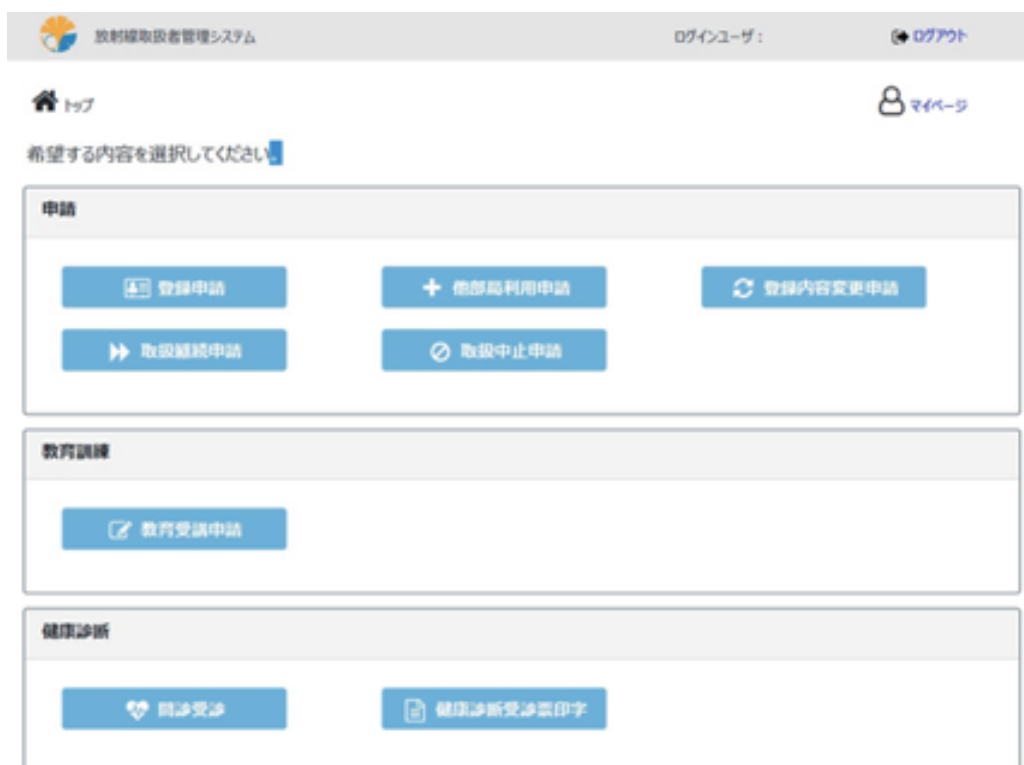 放射線取扱者管理システム ログインユーザ: ログアウト
トップ マイページ
希望する内容を選択してください。
申請
登録申請 他部局利用申請 登録内容変更申請
取扱継続申請 取扱中止申請
教育訓練
教育受講申請
健康診断
問診受診 健康診断受診票印字